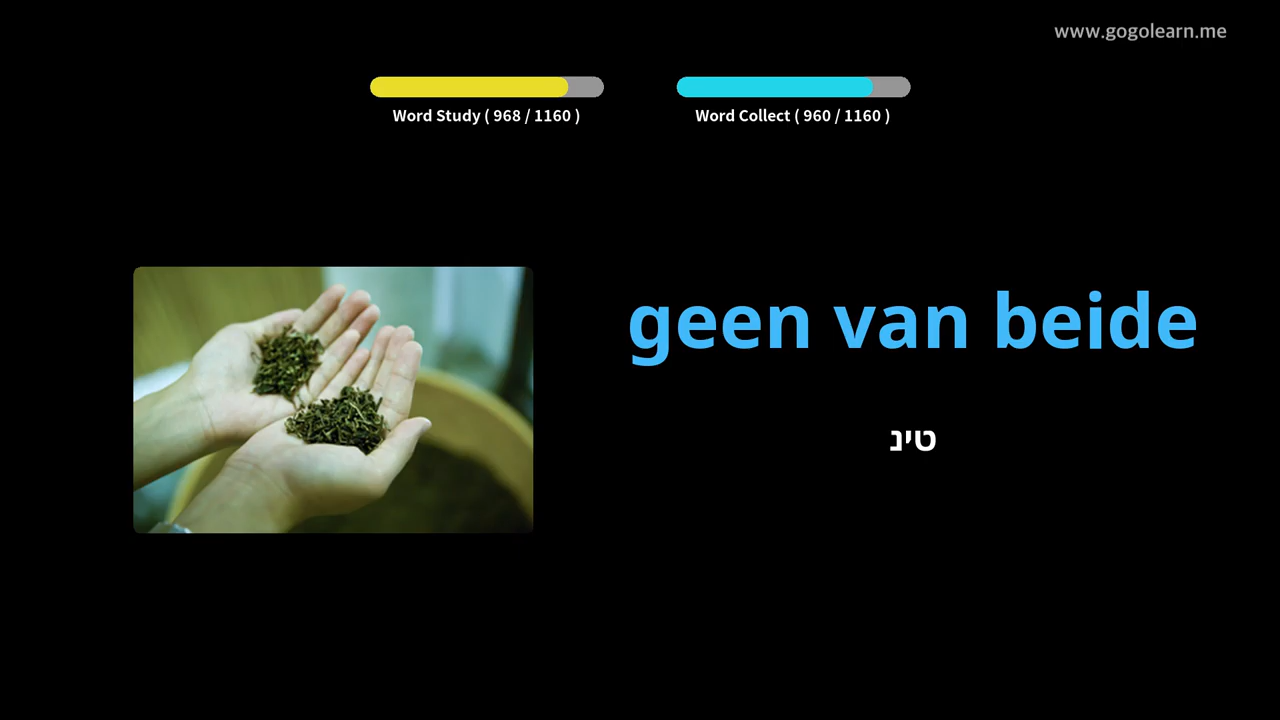 www.gogolearn.me
Word Study ( 968 / 1160 )
Word Collect ( 960 / 1160 )
geen van beide
טינ